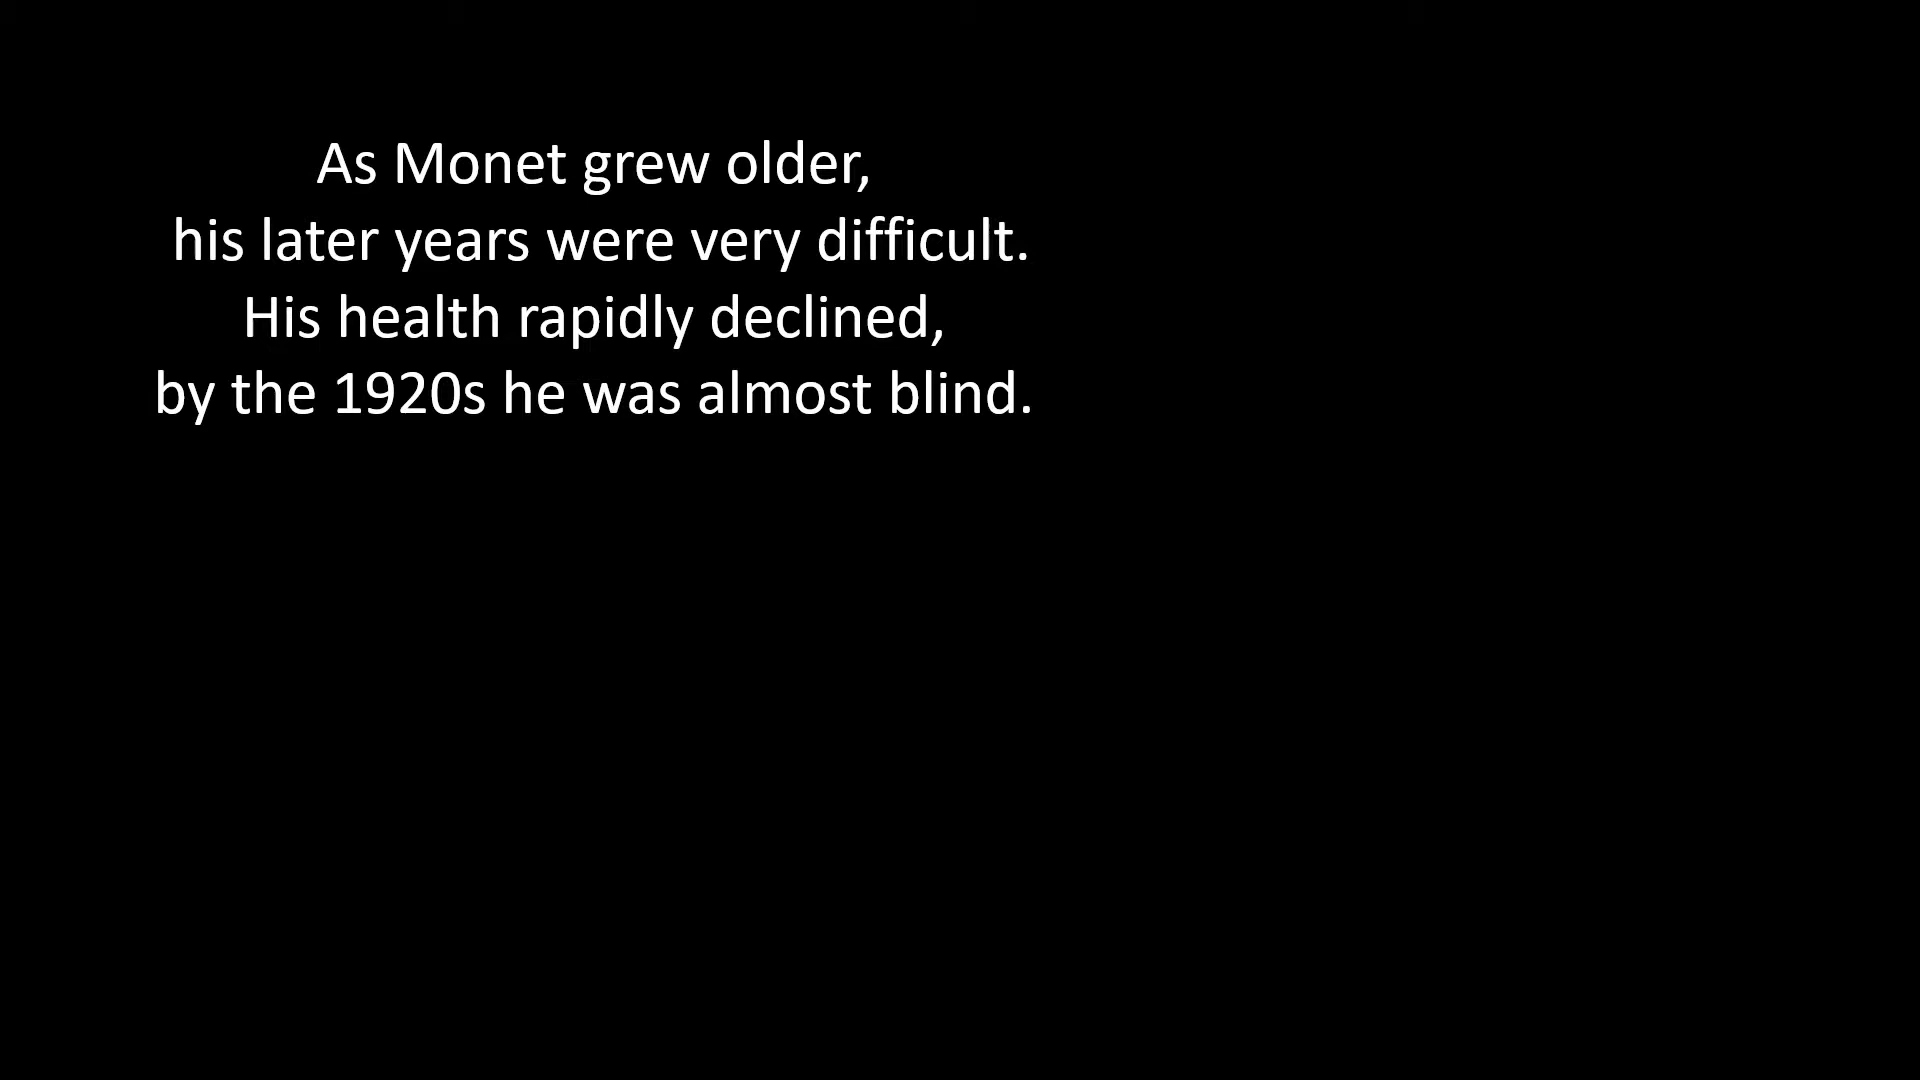 As Monet grew older,
his later years were very difficult.
His health rapidly declined,
by the 1920s he was almost blind.